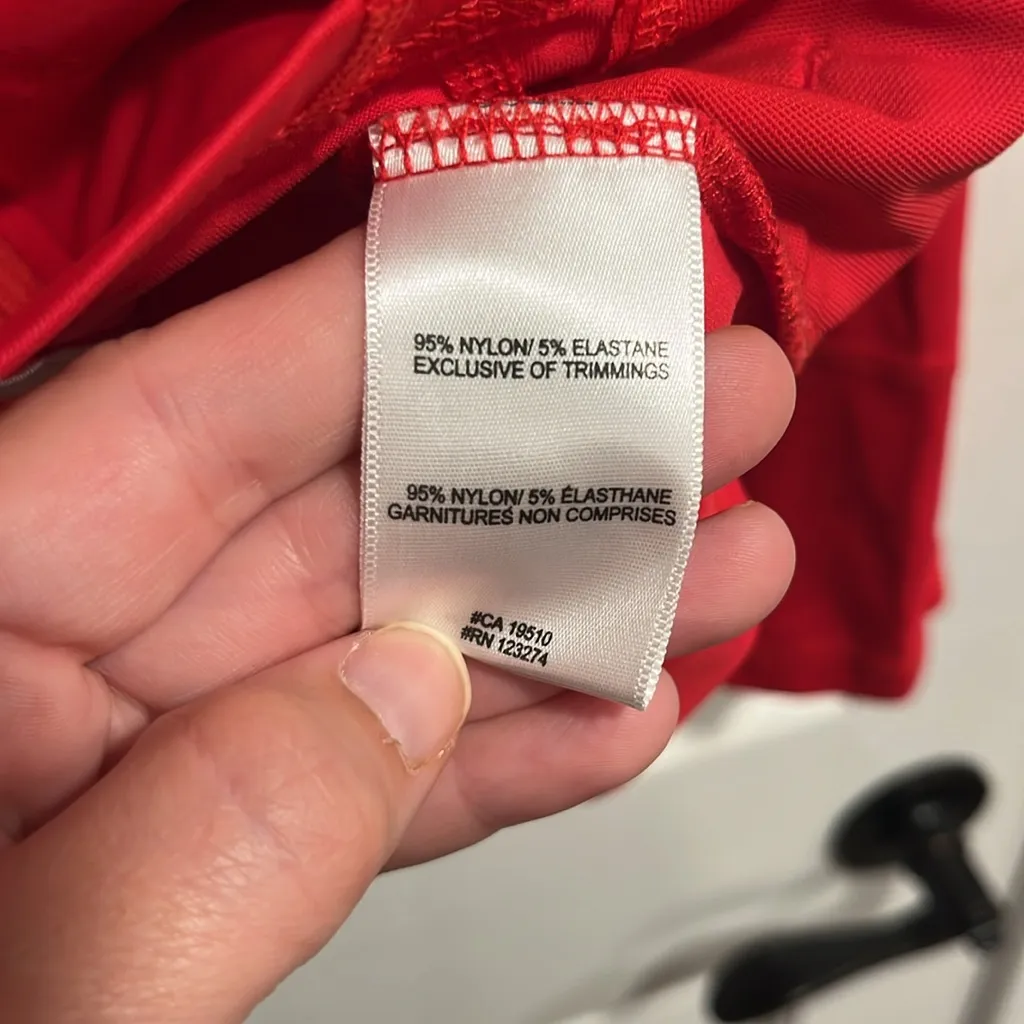 95% NYLON/ 5% ELASTANE
EXCLUSIVE OF TRIMMINGS
95% NYLON/ 5% ÉLASTHANE
GARNITURES NON COMPRISES
#CA 19510
#RN 123274